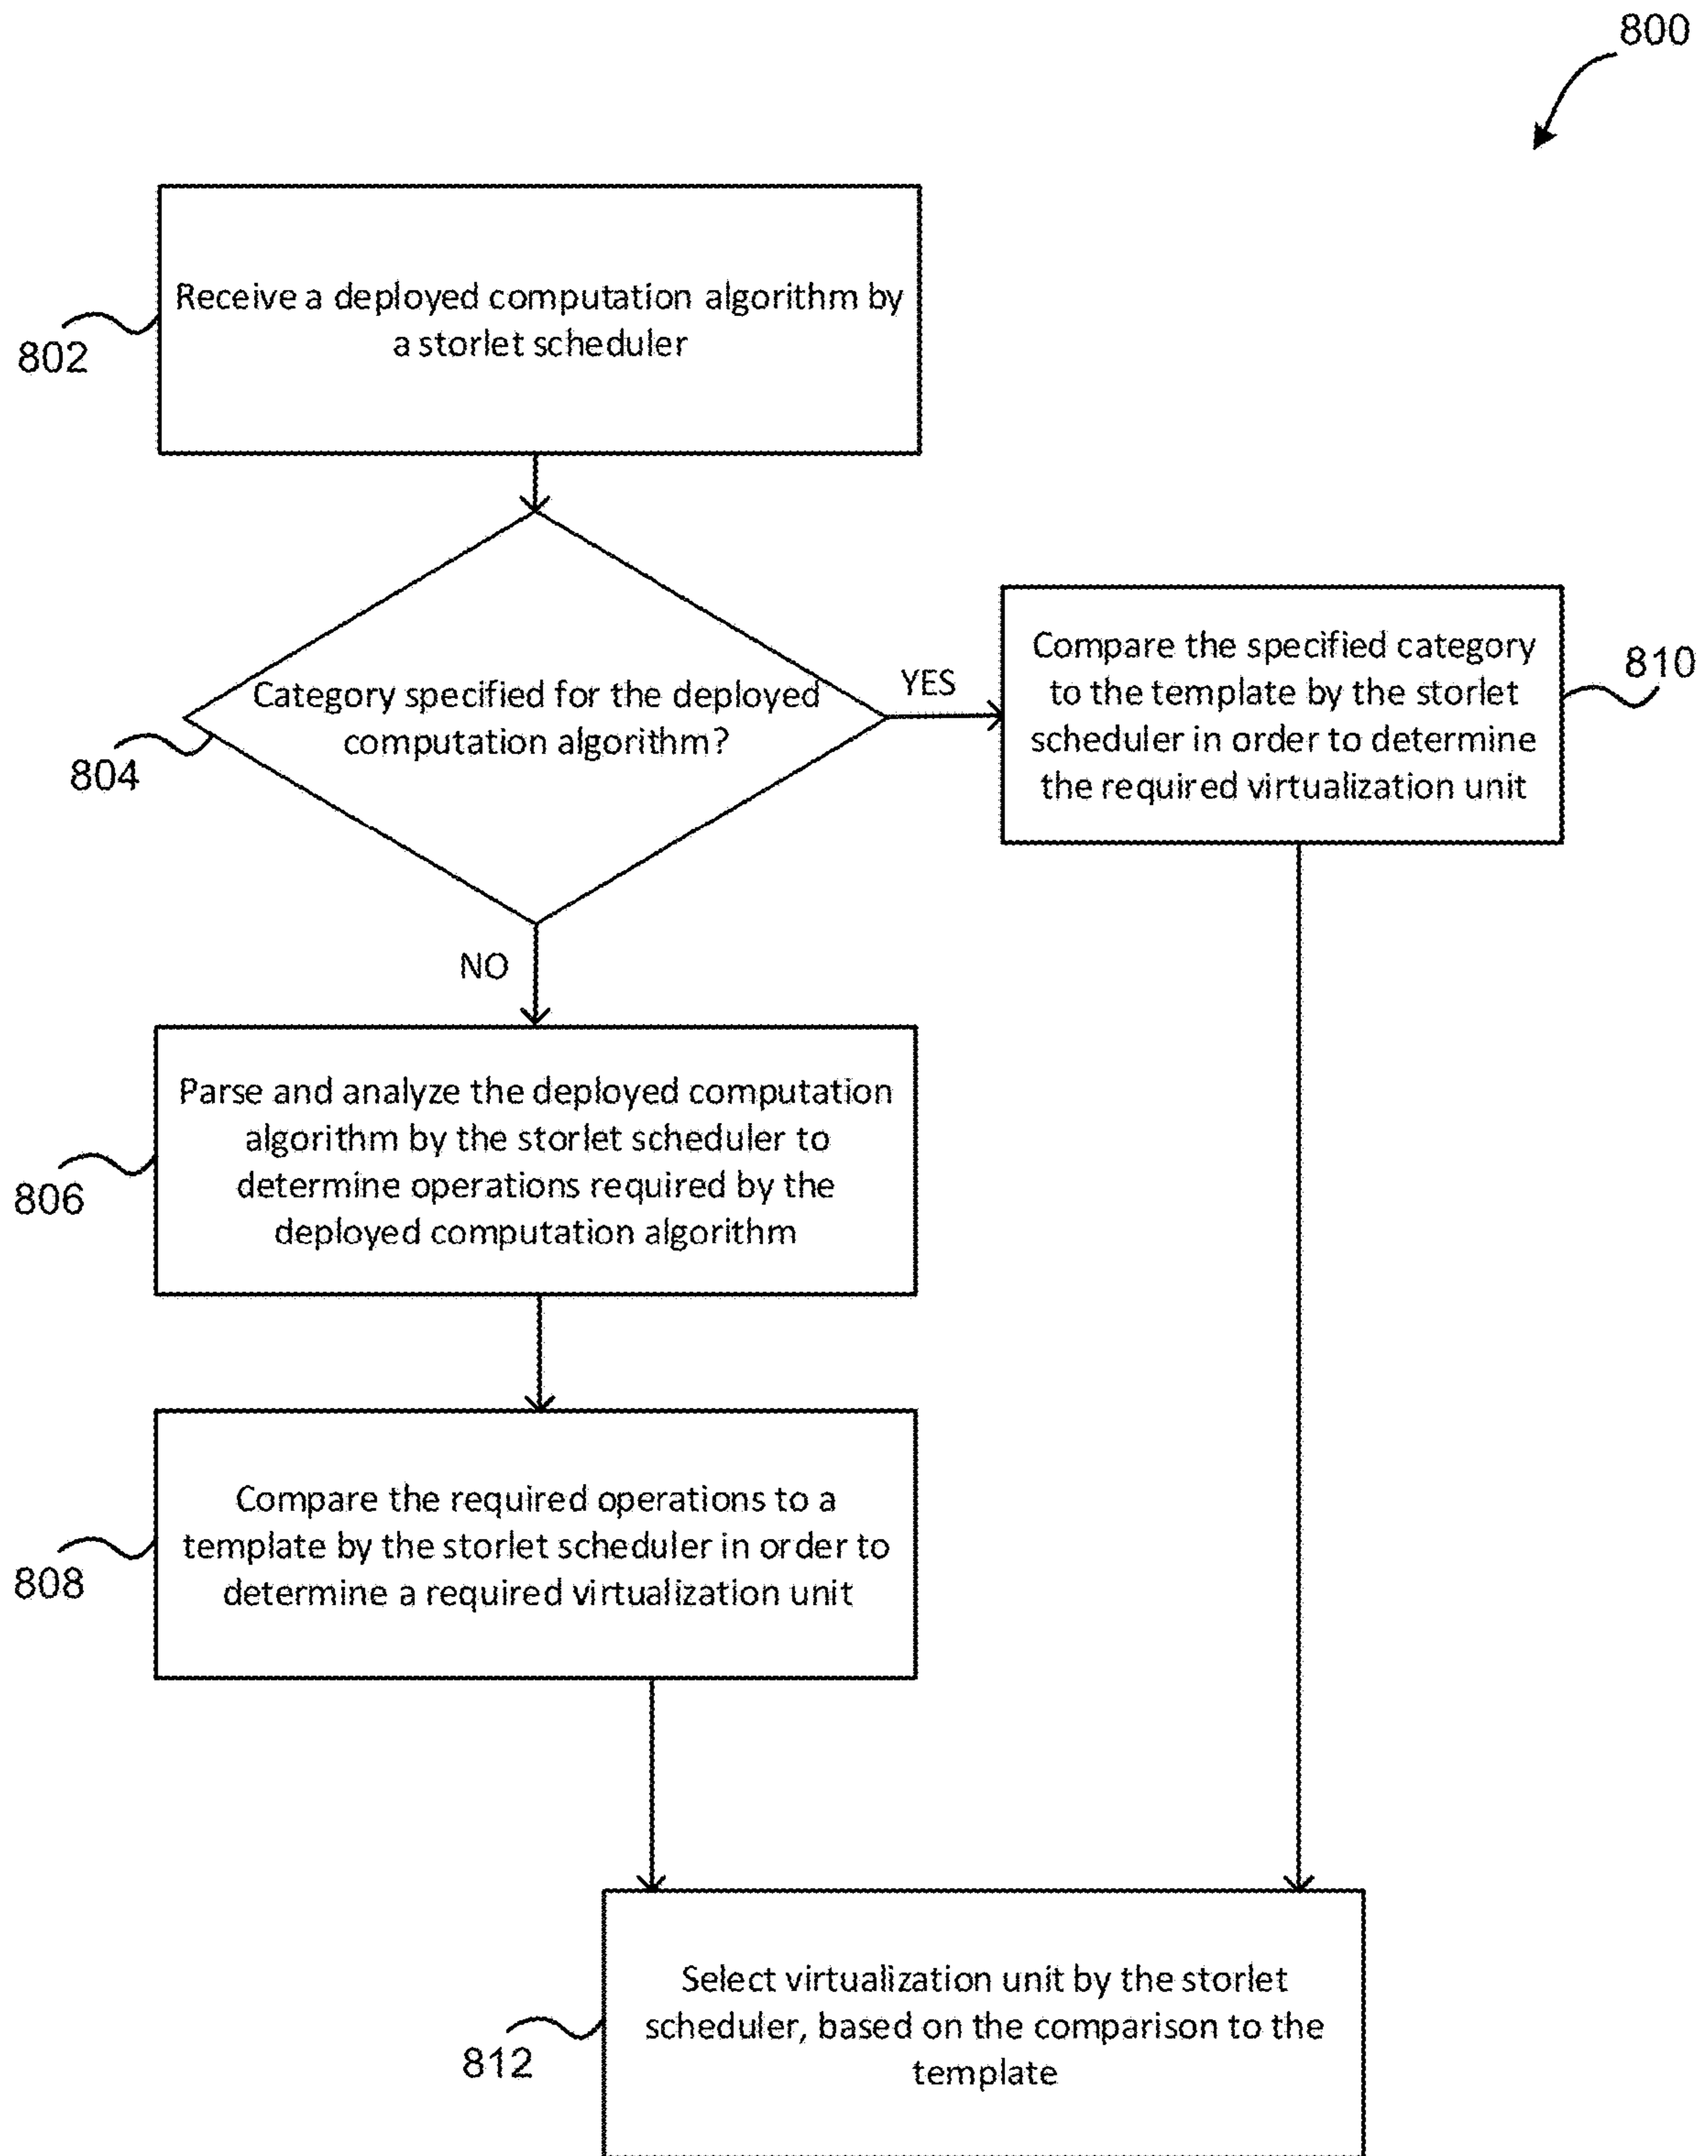 800
Receive a deployed computation algorithm by
a storlet scheduler
802
Category specified for the deployed
computation algorithm?
804
YES
Compare the specified category
to the template by the storlet
scheduler in order to determine
the required virtualization unit
810
NO
Parse and analyze the deployed computation
algorithm by the storlet scheduler to
determine operations required by the
deployed computation algorithm
806
Compare the required operations to a
template by the storlet scheduler in order to
determine a required virtualization unit
808
Select virtualization unit by the storlet
scheduler, based on the comparison to the
template
812